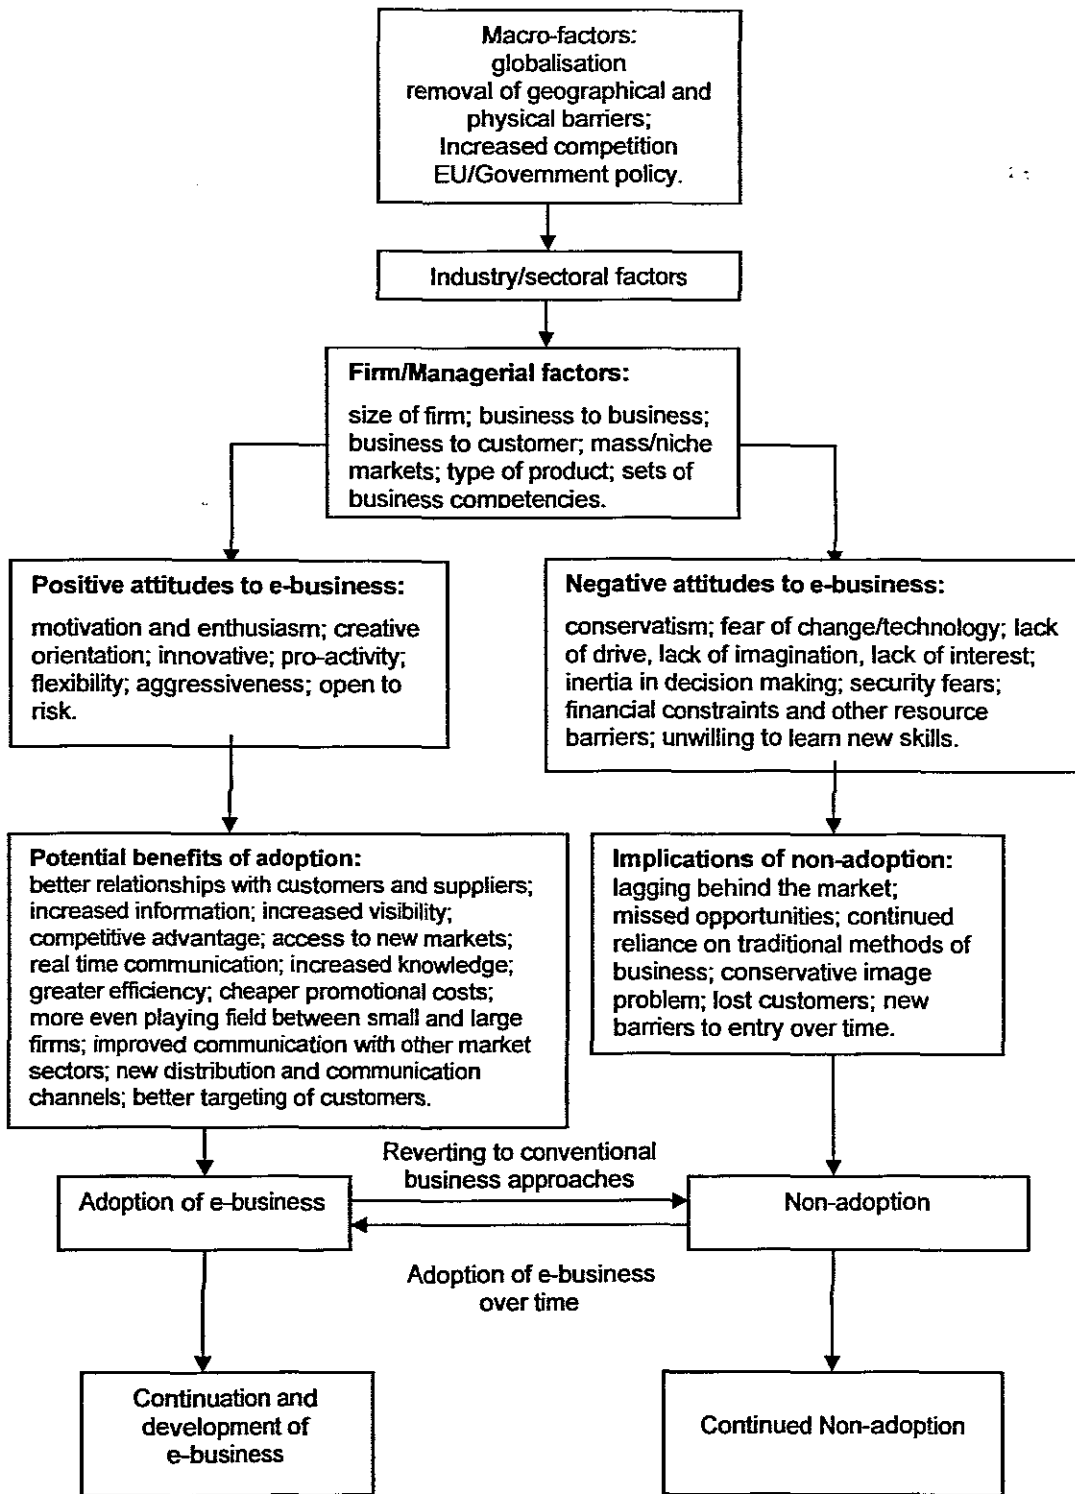 Macro-factors:
globalisation
removal of geographical and
physical barriers;
Increased competition
EU/Government policy.
Industry/sectoral factors
Firm/Managerial factors:
size of firm; business to business;
business to customer; mass/niche
markets; type of product; sets of
business competencies.
Positive attitudes to e-business:
motivation and enthusiasm; creative
orientation; innovative; pro-activity;
flexibility; aggressiveness; open to
risk.
Negative attitudes to e-business:
conservatism; fear of change/technology; lack
of drive, lack of imagination, lack of interest;
inertia in decision making; security fears;
financial constraints and other resource
barriers; unwilling to learn new skills.
Potential benefits of adoption:
better relationships with customers and suppliers;
increased information; increased visibility;
competitive advantage; access to new markets;
real time communication; increased knowledge;
greater efficiency; cheaper promotional costs;
more even playing field between small and large
firms; improved communication with other market
sectors; new distribution and communication
channels; better targeting of customers.
Implications of non-adoption:
lagging behind the market;
missed opportunities; continued
reliance on traditional methods of
business; conservative image
problem; lost customers; new
barriers to entry over time.
Reverting to conventional
business approaches
Adoption of e-business
Non-adoption
Adoption of e-business
over time
Continuation and
development of
e-business
Continued Non-adoption